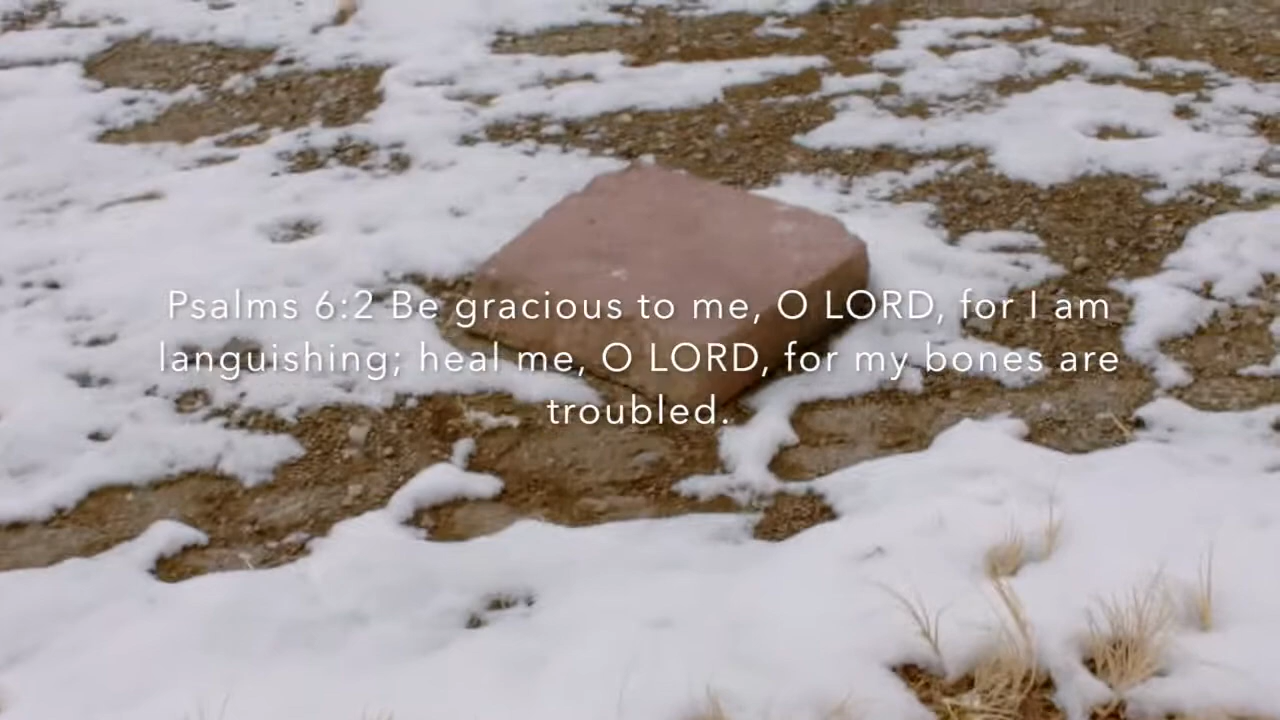 Psalms 6:2 Be gracious to me, O LORD, for I am
languishing; heal me, O LORD, for my bones are
troubled.